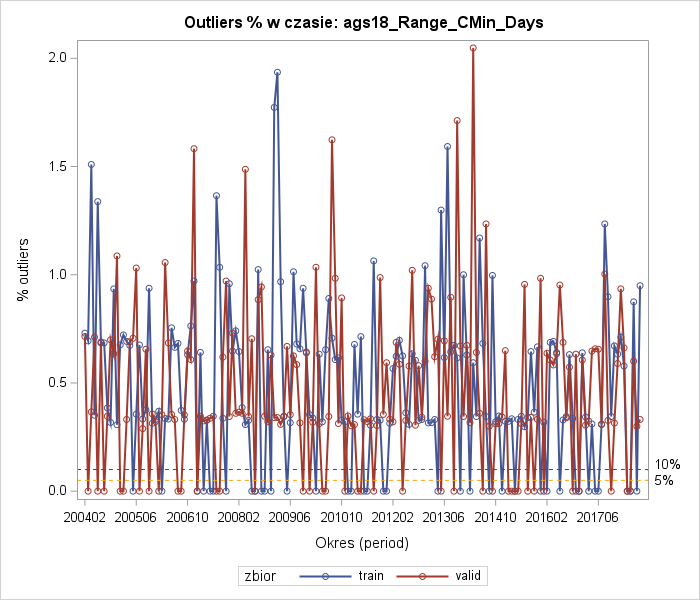 Outliers % w czasie: ags18_Range_CMin_Days
% outliers
2.0
1.5
1.0
0.5
0.0
10%
5%
200402 200506 200610 200802 200906 201010 201202 201306 201410 201602 201706
Okres (period)
zbior train valid